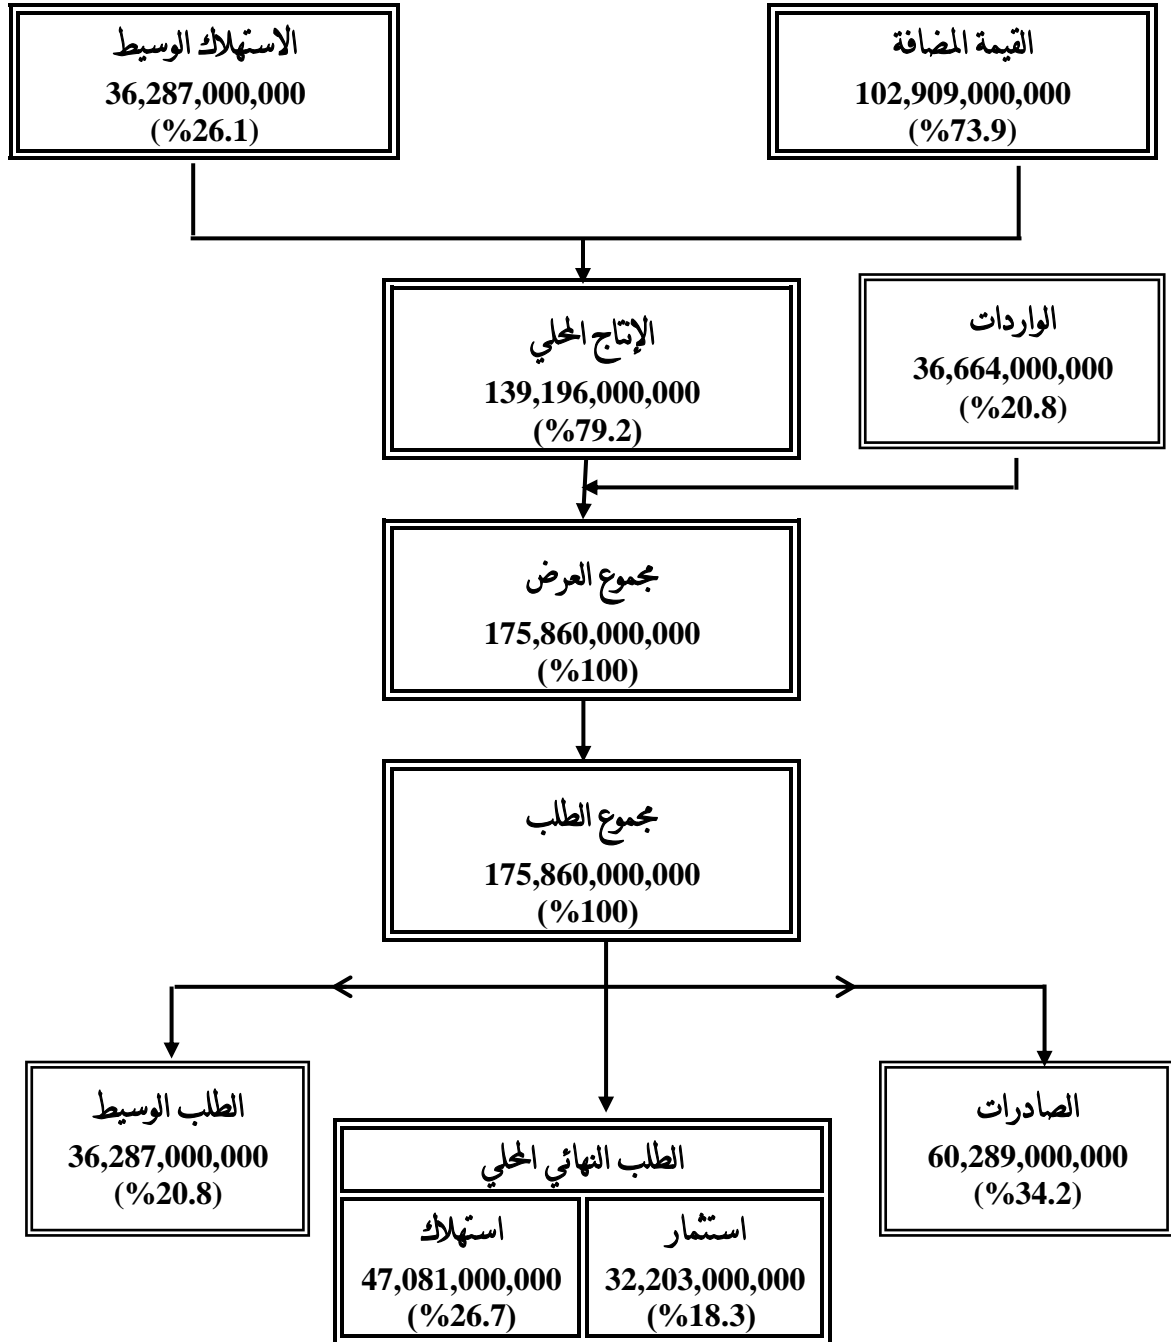 القيمة المضافة
102,909,000,000
(%73.9)
الاستهلاك الوسيط
36,287,000,000
(%26.1)
الإنتاج المحلي
139,196,000,000
(%79.2)
الواردات
36,664,000,000
(%20.8)
مجموع العرض
175,860,000,000
(%100)
مجموع الطلب
175,860,000,000
(%100)
الصادرات
60,289,000,000
(%34.2)
الطلب النهائي المحلي
استثمار
32,203,000,000
(%18.3)
استهلاك
47,081,000,000
(%26.7)
الطلب الوسيط
36,287,000,000
(%20.8)